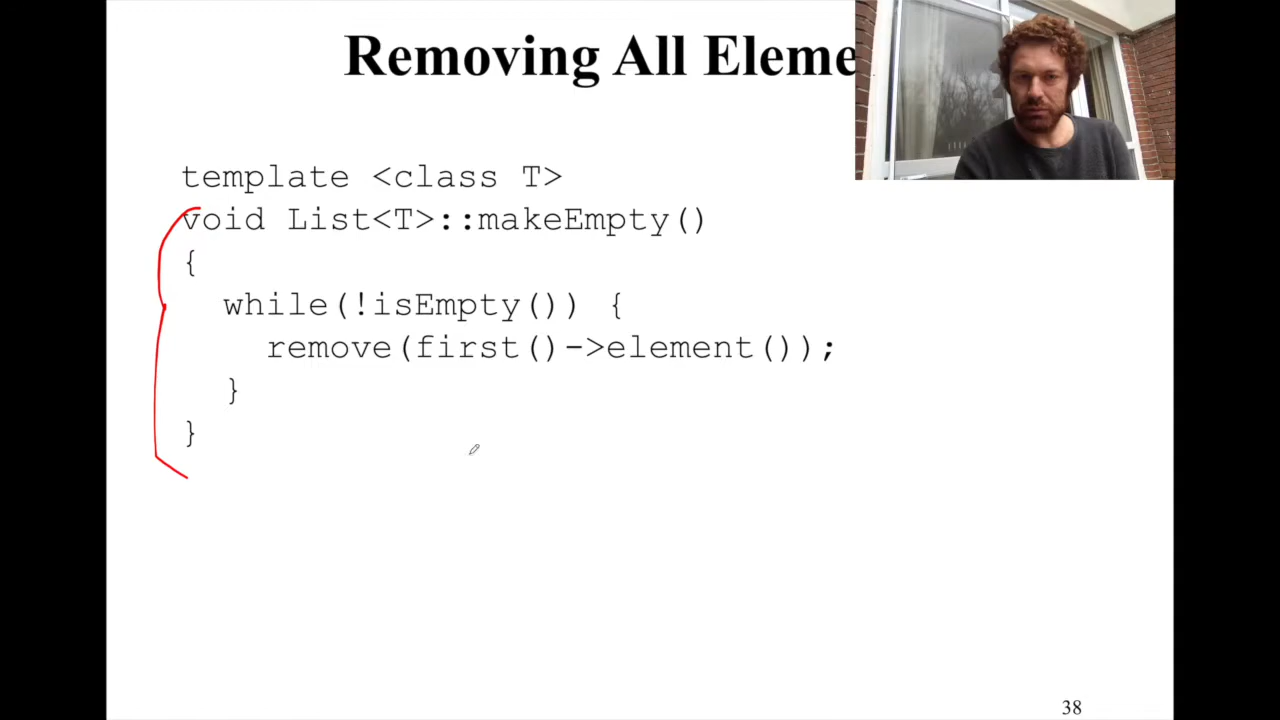 Removing All Eleme
template <class T>
void List<T>::makeEmpty()
{
while(!isEmpty()) {
remove(first()->element());
}
}
38